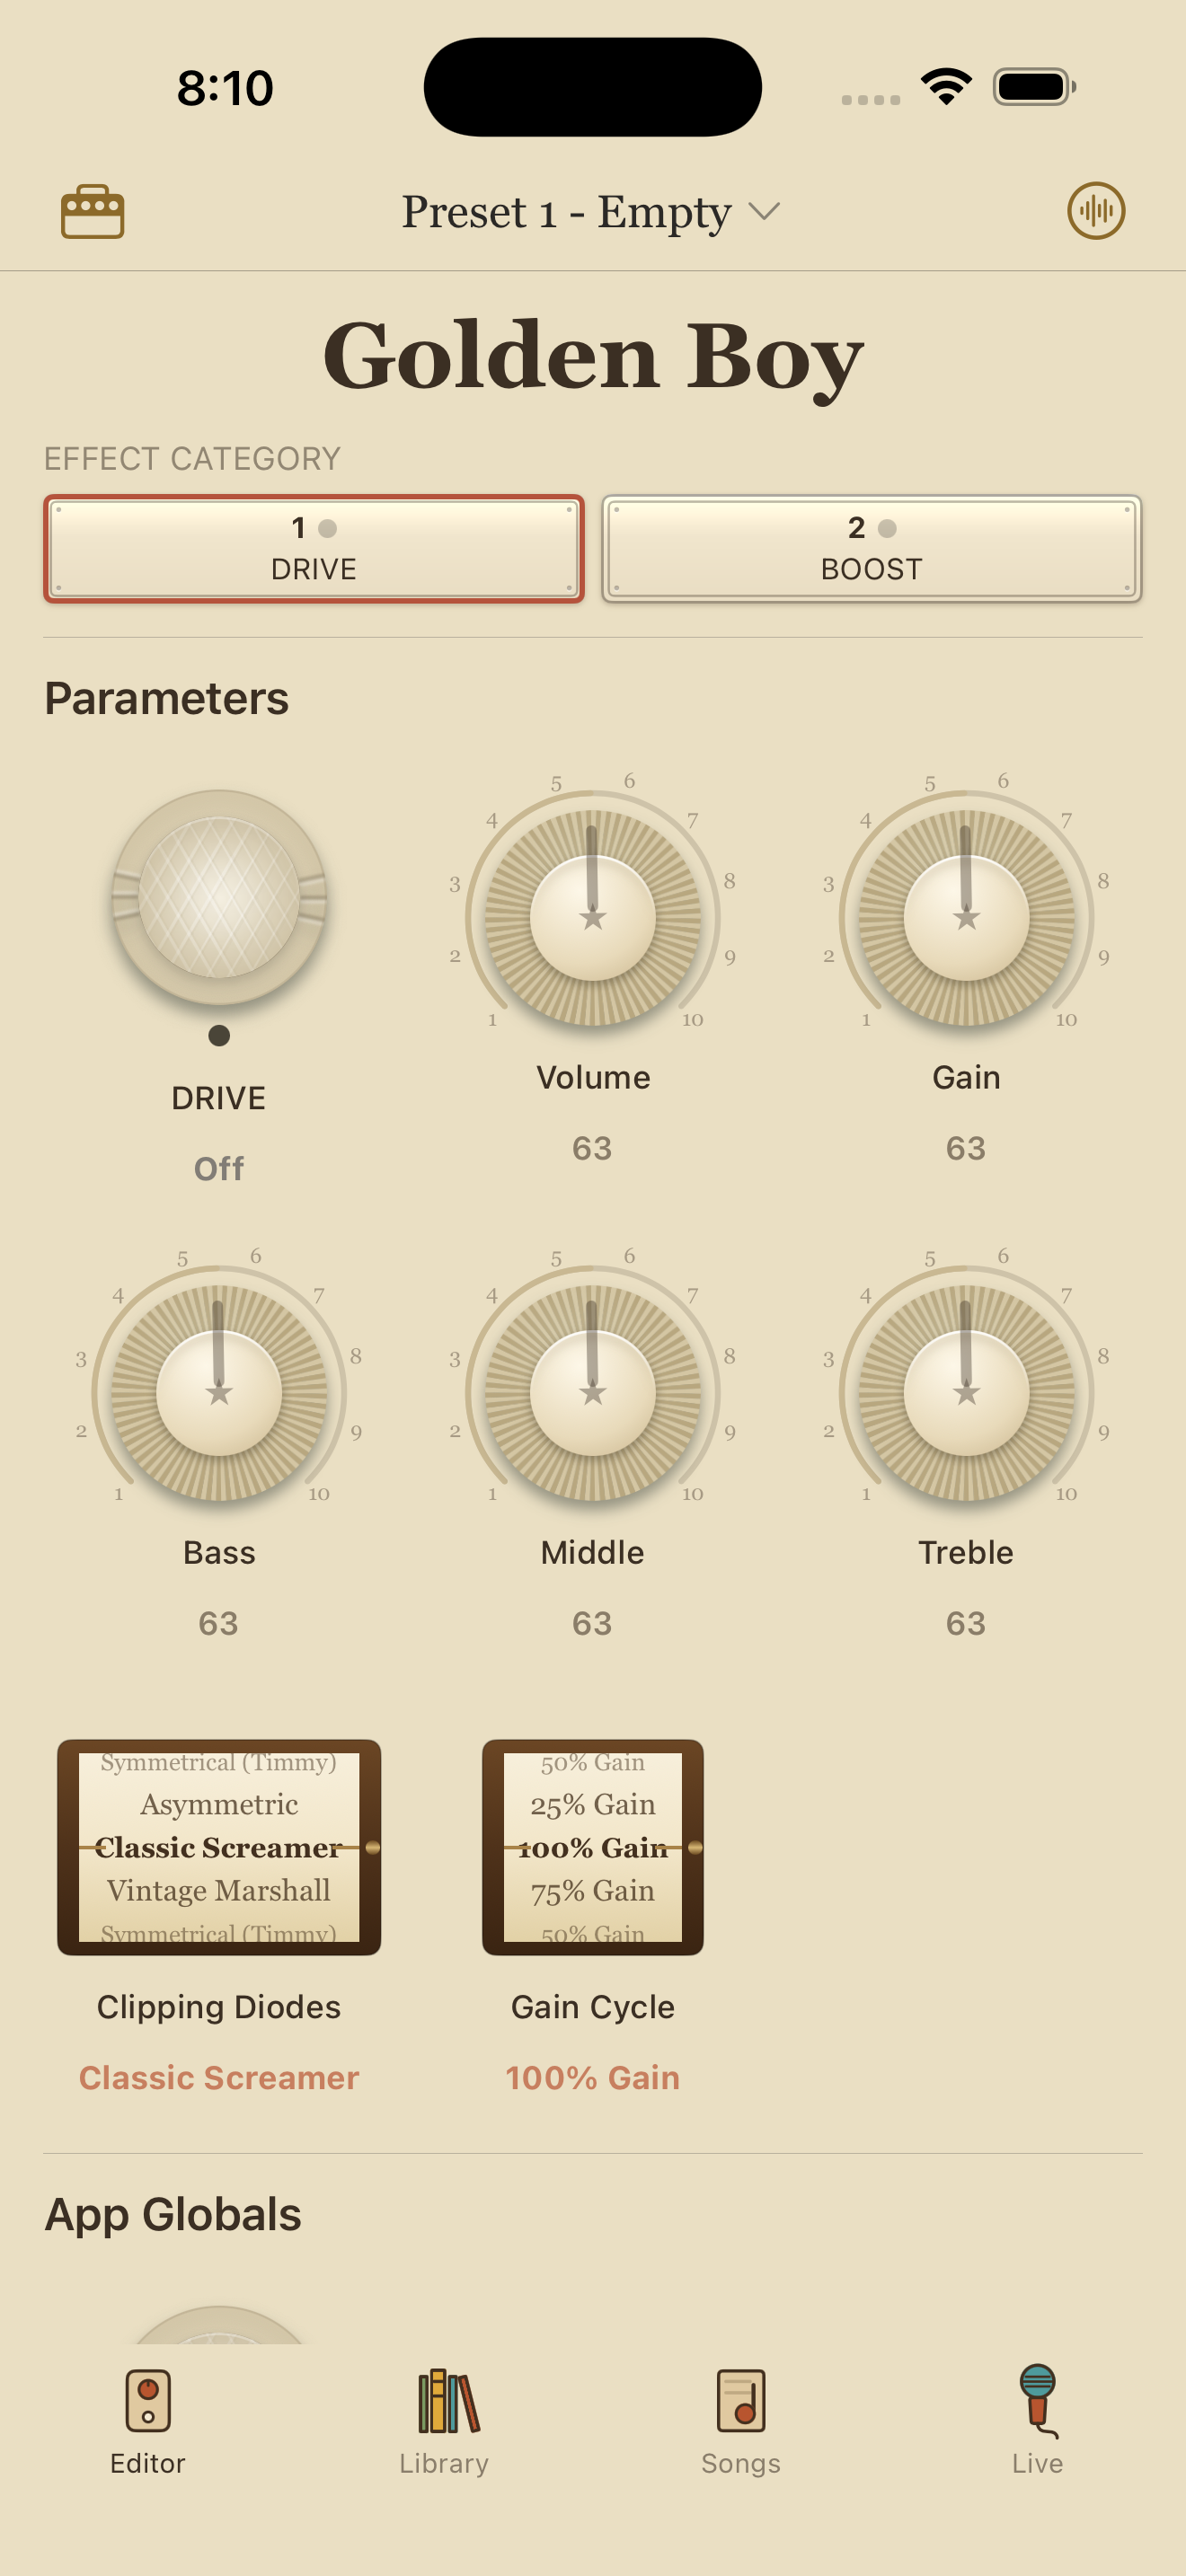 8:10
Preset 1 - Empty
Golden Boy
EFFECT CATEGORY
1
DRIVE
2
BOOST
Parameters
DRIVE
Off
1 2 3 4 5 6 7 8 9 10
Volume
63
1 2 3 4 5 6 7 8 9 10
Gain
63
1 2 3 4 5 6 7 8 9 10
Bass
63
1 2 3 4 5 6 7 8 9 10
Middle
63
1 2 3 4 5 6 7 8 9 10
Treble
63
Symmetrical (Timmy)
Asymmetric
Classic Screamer
Vintage Marshall
Symmetrical (Timmy)
Clipping Diodes
Classic Screamer
50% Gain
25% Gain
100% Gain
75% Gain
50% Gain
Gain Cycle
100% Gain
App Globals
Editor
Library
Songs
Live